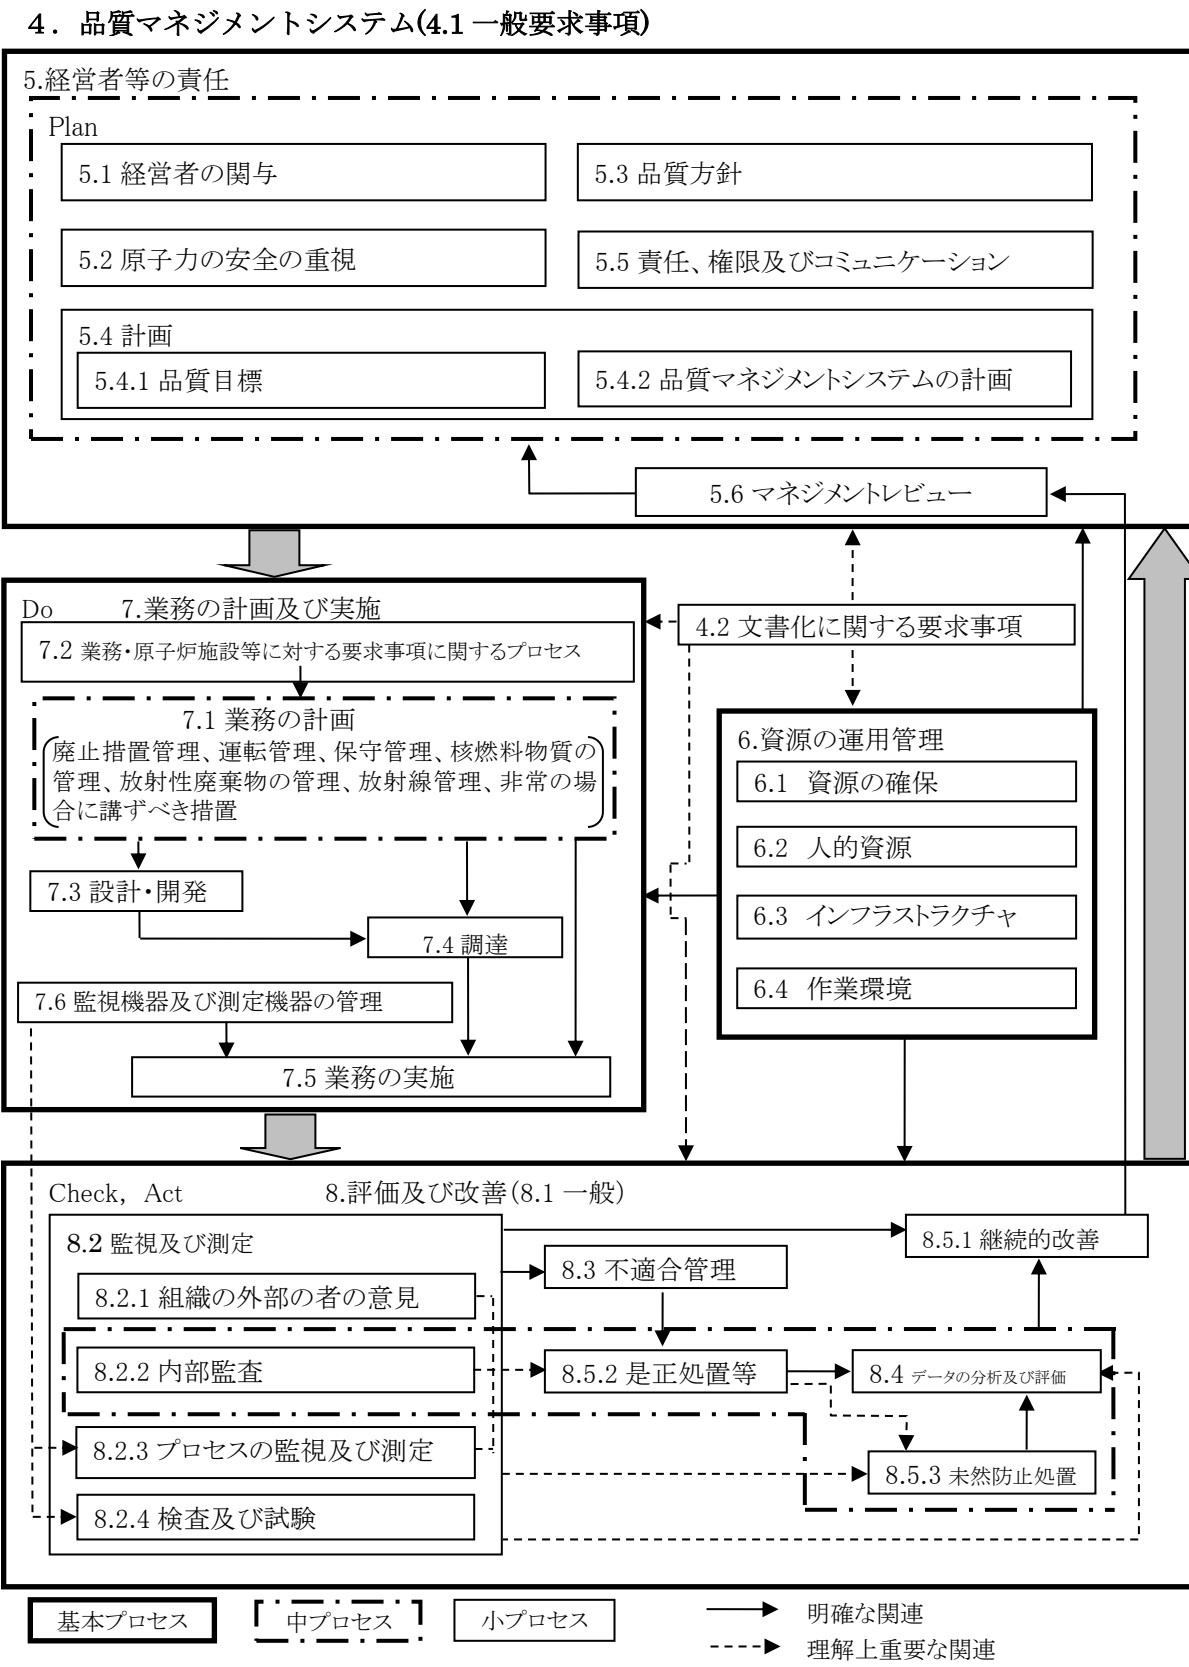 ４．品質マネジメントシステム(4.1 一般要求事項)
5.経営者等の責任
Plan
5.1 経営者の関与
5.3 品質方針
5.2 原子力の安全の重視
5.5 責任、権限及びコミュニケーション
5.4 計画
5.4.1 品質目標
5.4.2 品質マネジメントシステムの計画
5.6 マネジメントレビュー
Do 7.業務の計画及び実施
4.2 文書化に関する要求事項
7.2 業務・原子炉施設等に対する要求事項に関するプロセス
7.1 業務の計画
廃止措置管理、運転管理、保守管理、核燃料物質の
管理、放射性廃棄物の管理、放射線管理、非常の場
合に講ずべき措置
6.資源の運用管理
6.1 資源の確保
6.2 人的資源
6.3 インフラストラクチャ
6.4 作業環境
7.3 設計・開発
7.4 調達
7.6 監視機器及び測定機器の管理
7.5 業務の実施
Check, Act 8.評価及び改善(8.1 一般)
8.2 監視及び測定
8.5.1 継続的改善
8.3 不適合管理
8.2.1 組織の外部の者の意見
8.2.2 内部監査
8.5.2 是正処置等
8.4 データの分析及び評価
8.2.3 プロセスの監視及び測定
8.5.3 未然防止処置
8.2.4 検査及び試験
基本プロセス
中プロセス
小プロセス
明確な関連
理解上重要な関連